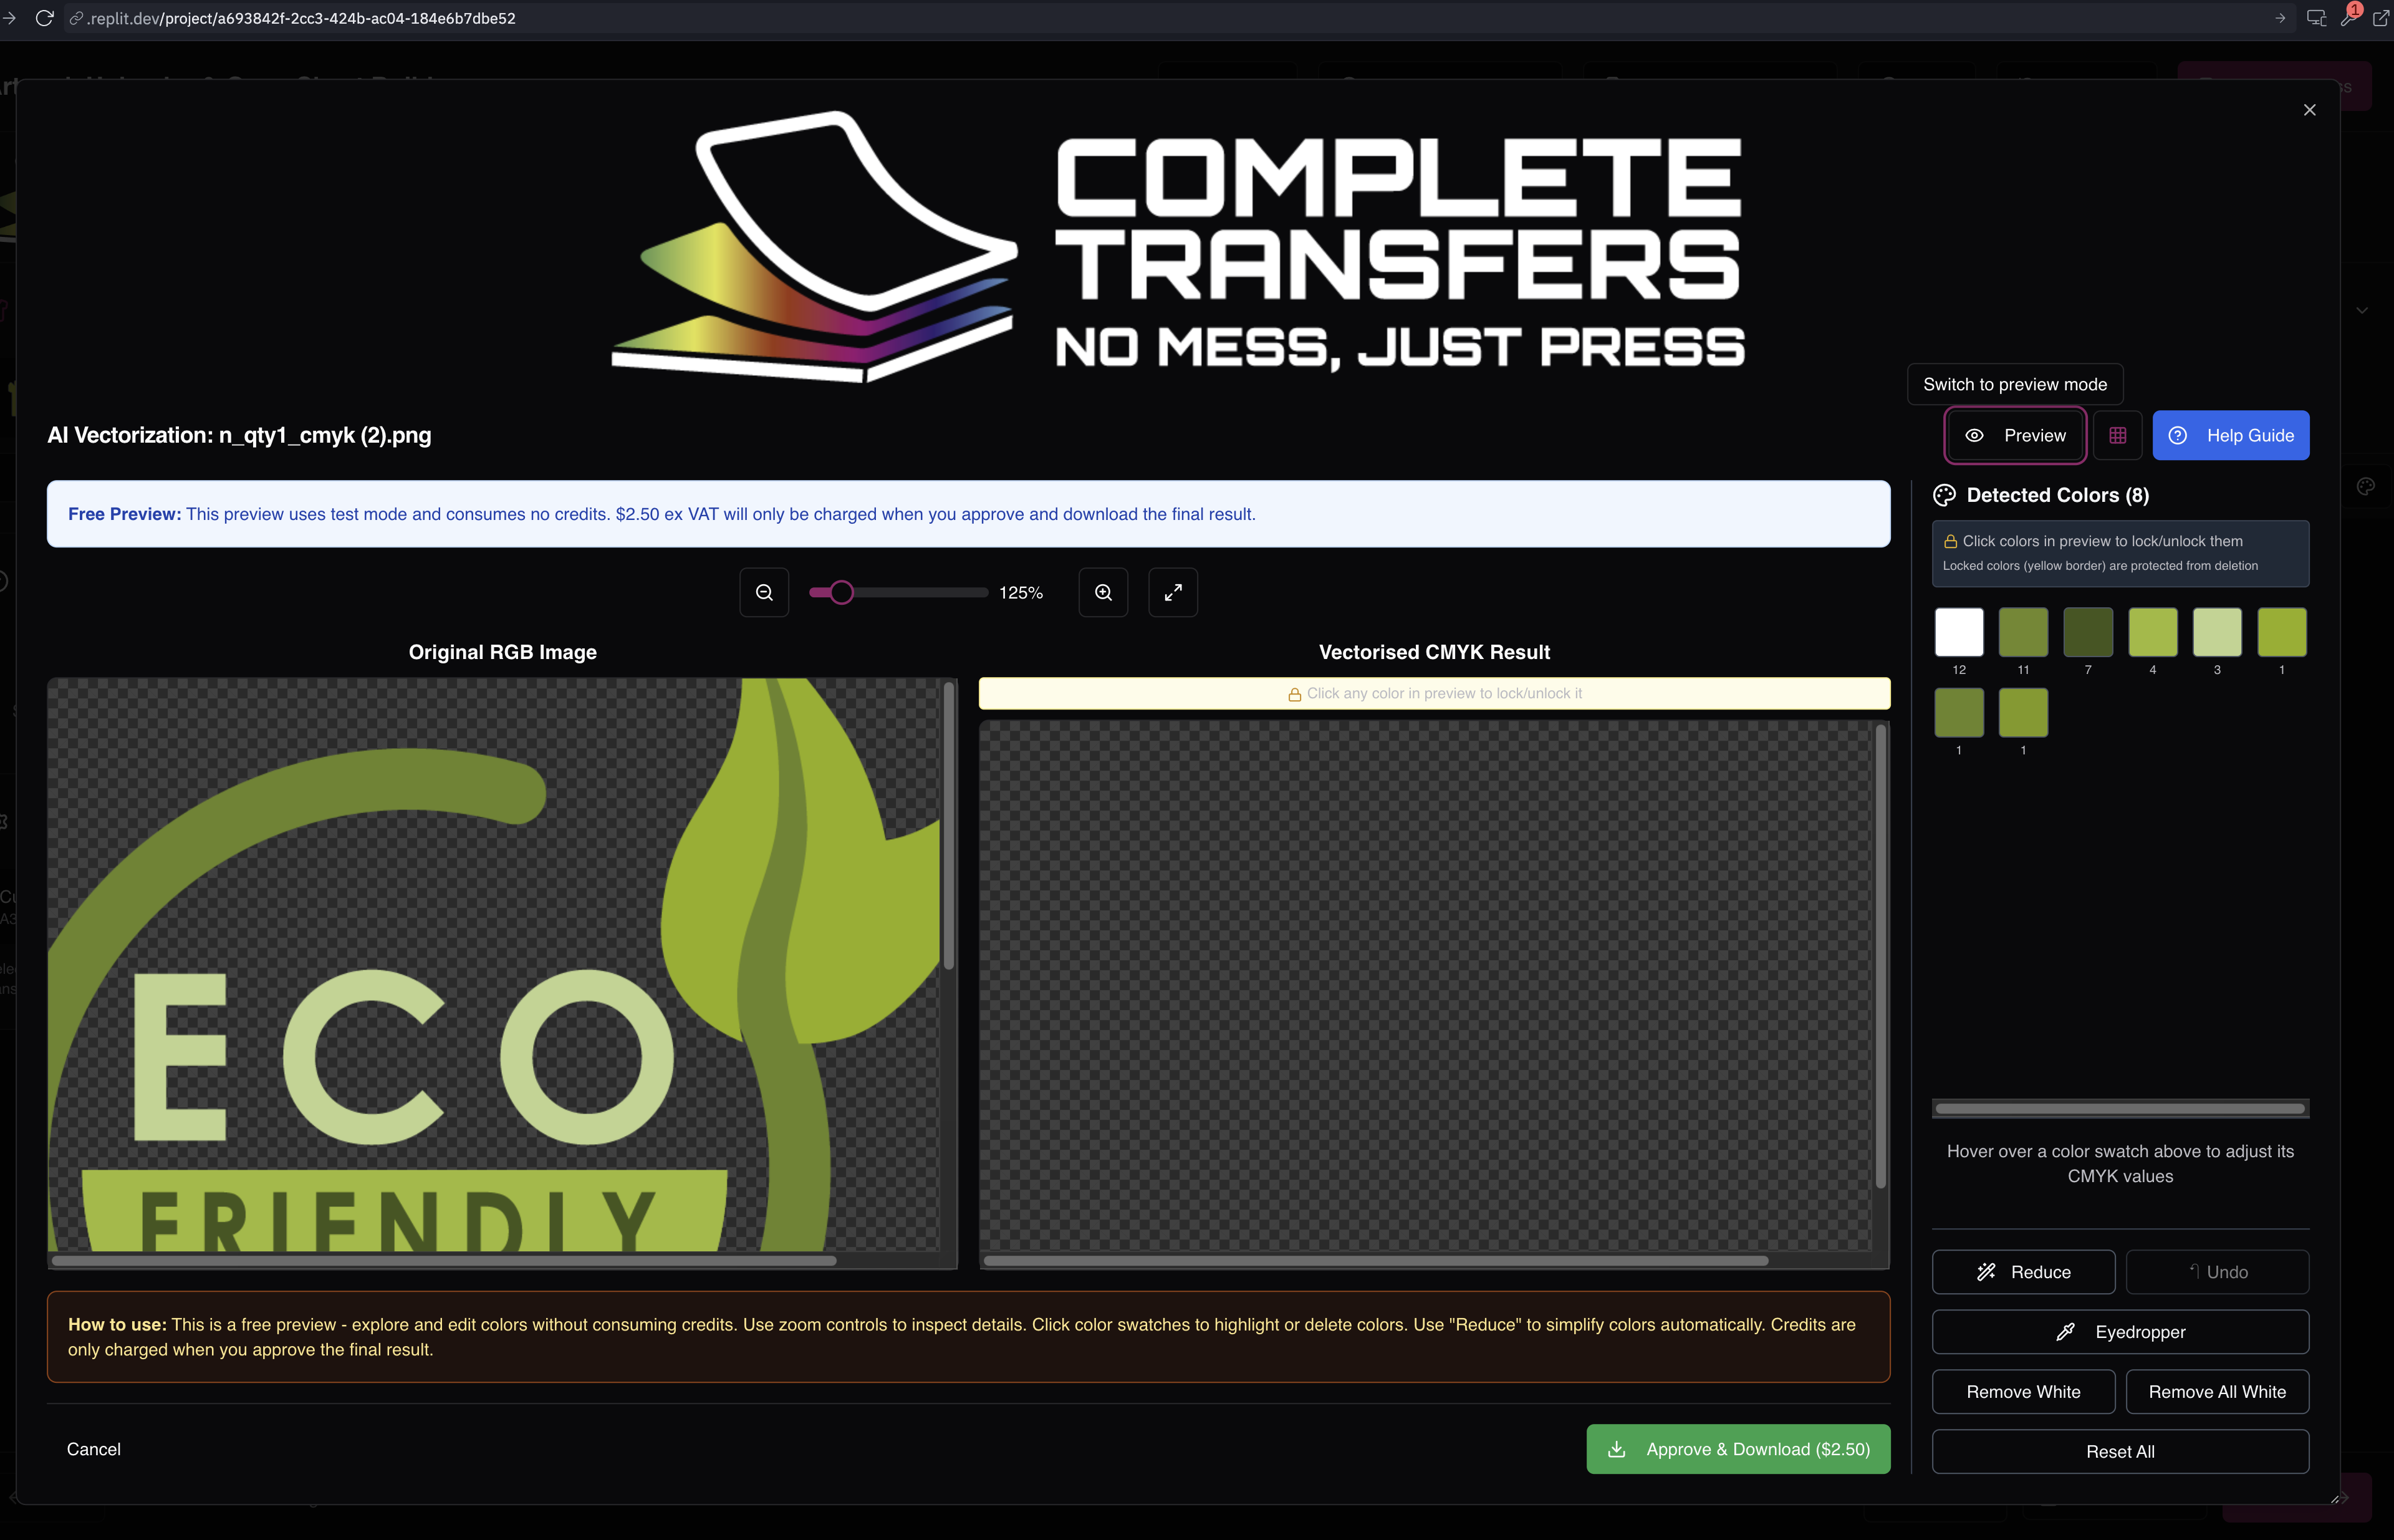 .replit.dev/project/a693842f-2cc3-424b-ac04-184e6b7dbe52
1
COMPLETE
TRANSFERS
NO MESS, JUST PRESS
Switch to preview mode
AI Vectorization: n_qty1_cmyk (2).png
Preview
Help Guide
Free Preview: This preview uses test mode and consumes no credits. $2.50 ex VAT will only be charged when you approve and download the final result.
125%
Original RGB Image
Vectorised CMYK Result
Click any color in preview to lock/unlock it
ECO
FRIENDLY
Detected Colors (8)
Click colors in preview to lock/unlock them
Locked colors (yellow border) are protected from deletion
12 11 7 4 3 1
1 1
Hover over a color swatch above to adjust its
CMYK values
Reduce
Undo
Eyedropper
Remove White
Remove All White
Reset All
How to use: This is a free preview - explore and edit colors without consuming credits. Use zoom controls to inspect details. Click color swatches to highlight or delete colors. Use "Reduce" to simplify colors automatically. Credits are
only charged when you approve the final result.
Cancel
Approve & Download ($2.50)